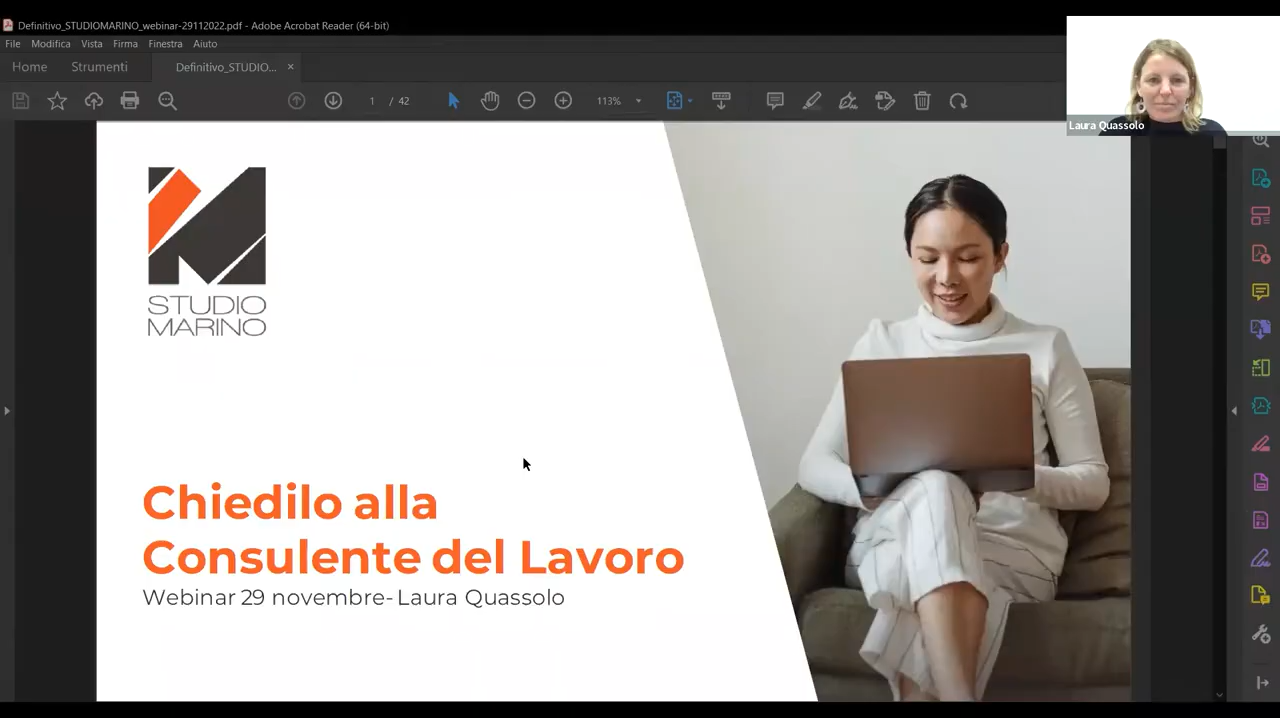 Definitivo_STUDIOMARINO_webinar-29112022.pdf - Adobe Acrobat Reader (64-bit)
File Modifica Vista Firma Finestra Aiuto
Home Strumenti Definitivo_STUDIO... ×
1 / 42 113%
Laura Quassolo
STUDIO
MARINO
Chiedilo alla
Consulente del Lavoro
Webinar 29 novembre- Laura Quassolo